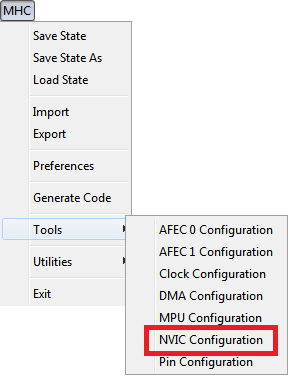 MHC
Save State
Save State As
Load State
Import
Export
Preferences
Generate Code
Tools
Utilities
Exit
AFEC 0 Configuration
AFEC 1 Configuration
Clock Configuration
DMA Configuration
MPU Configuration
NVIC Configuration
Pin Configuration